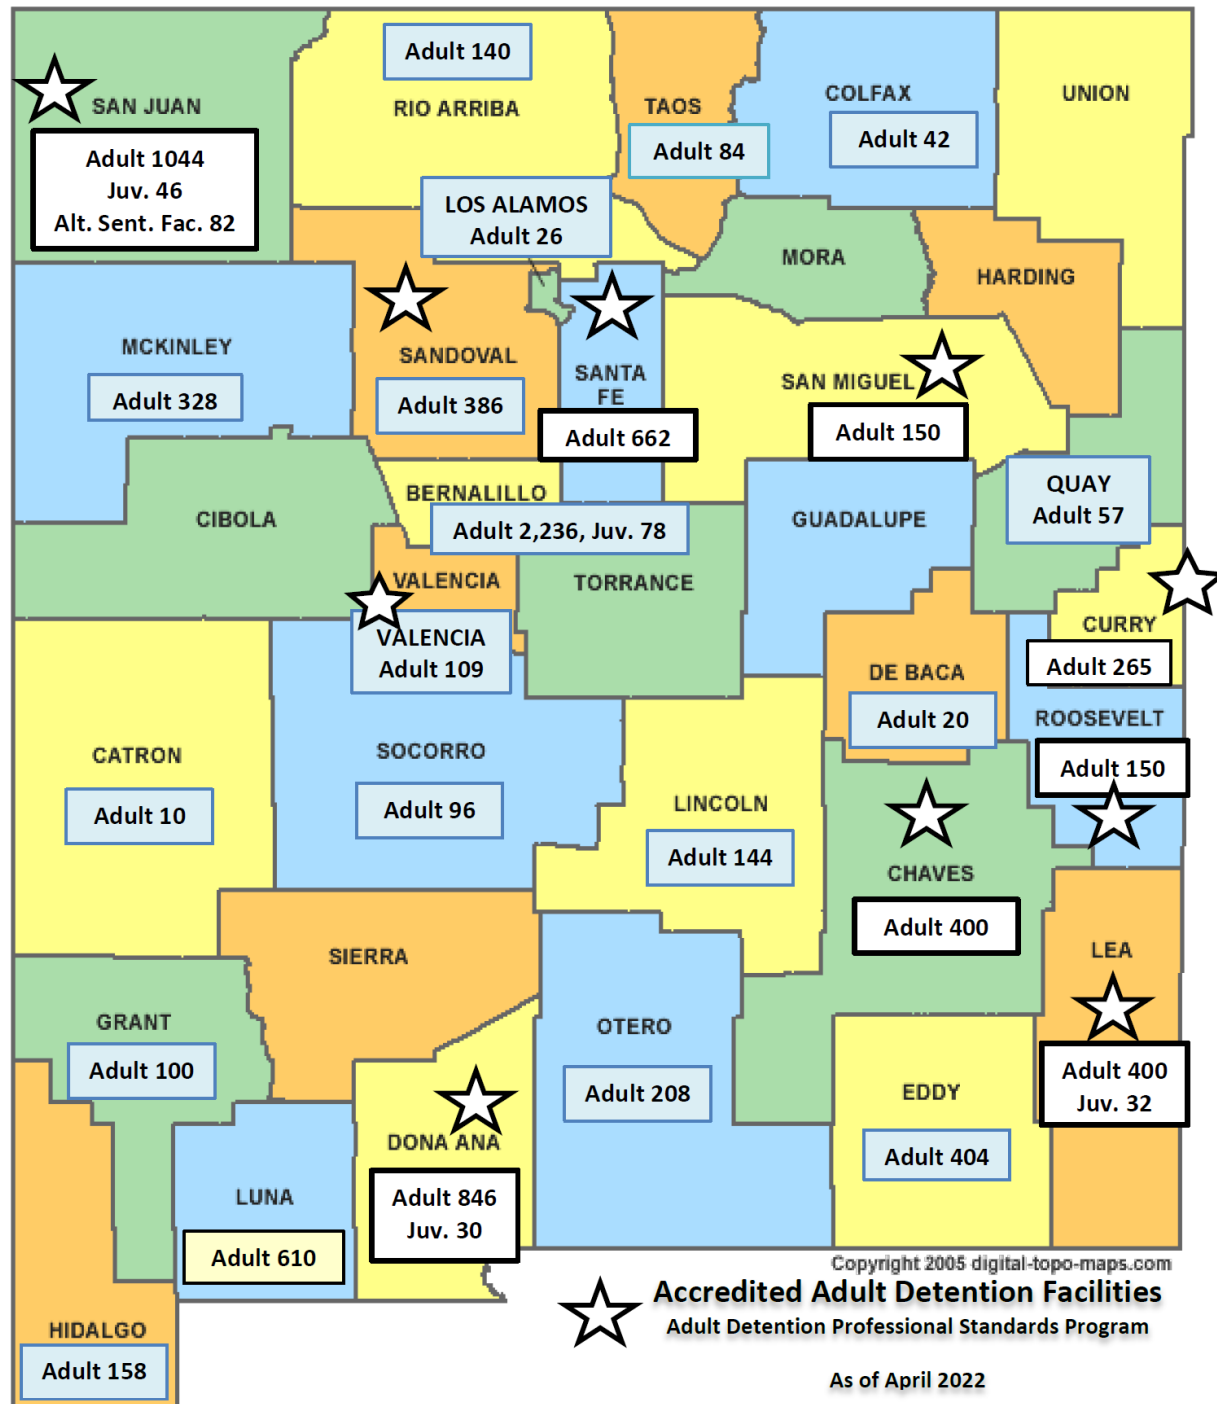 Adult 140
SAN JUAN
RIO ARRIBA
TAOS
COLFAX
UNION
Adult 1044
Juv. 46
Alt. Sent. Fac. 82
Adult 84
Adult 42
LOS ALAMOS
Adult 26
MORA
HARDING
MCKINLEY
Adult 328
SANDOVAL
Adult 386
SANTA
FE
Adult 662
SAN MIGUEL
Adult 150
BERNALILLO
Adult 2,236, Juv. 78
CIBOLA
GUADALUPE
QUAY
Adult 57
VALENCIA
VALENCIA
Adult 109
TORRANCE
CURRY
Adult 265
DE BACA
Adult 20
ROOSEVELT
Adult 150
CATRON
Adult 10
SOCORRO
Adult 96
LINCOLN
Adult 144
CHAVES
Adult 400
LEA
Adult 400
Juv. 32
SIERRA
GRANT
Adult 100
OTERO
Adult 208
EDDY
Adult 404
DONA ANA
Adult 846
Juv. 30
LUNA
Adult 610
HIDALGO
Adult 158
Copyright 2005 digital-topo-maps.com
Accredited Adult Detention Facilities
Adult Detention Professional Standards Program
As of April 2022